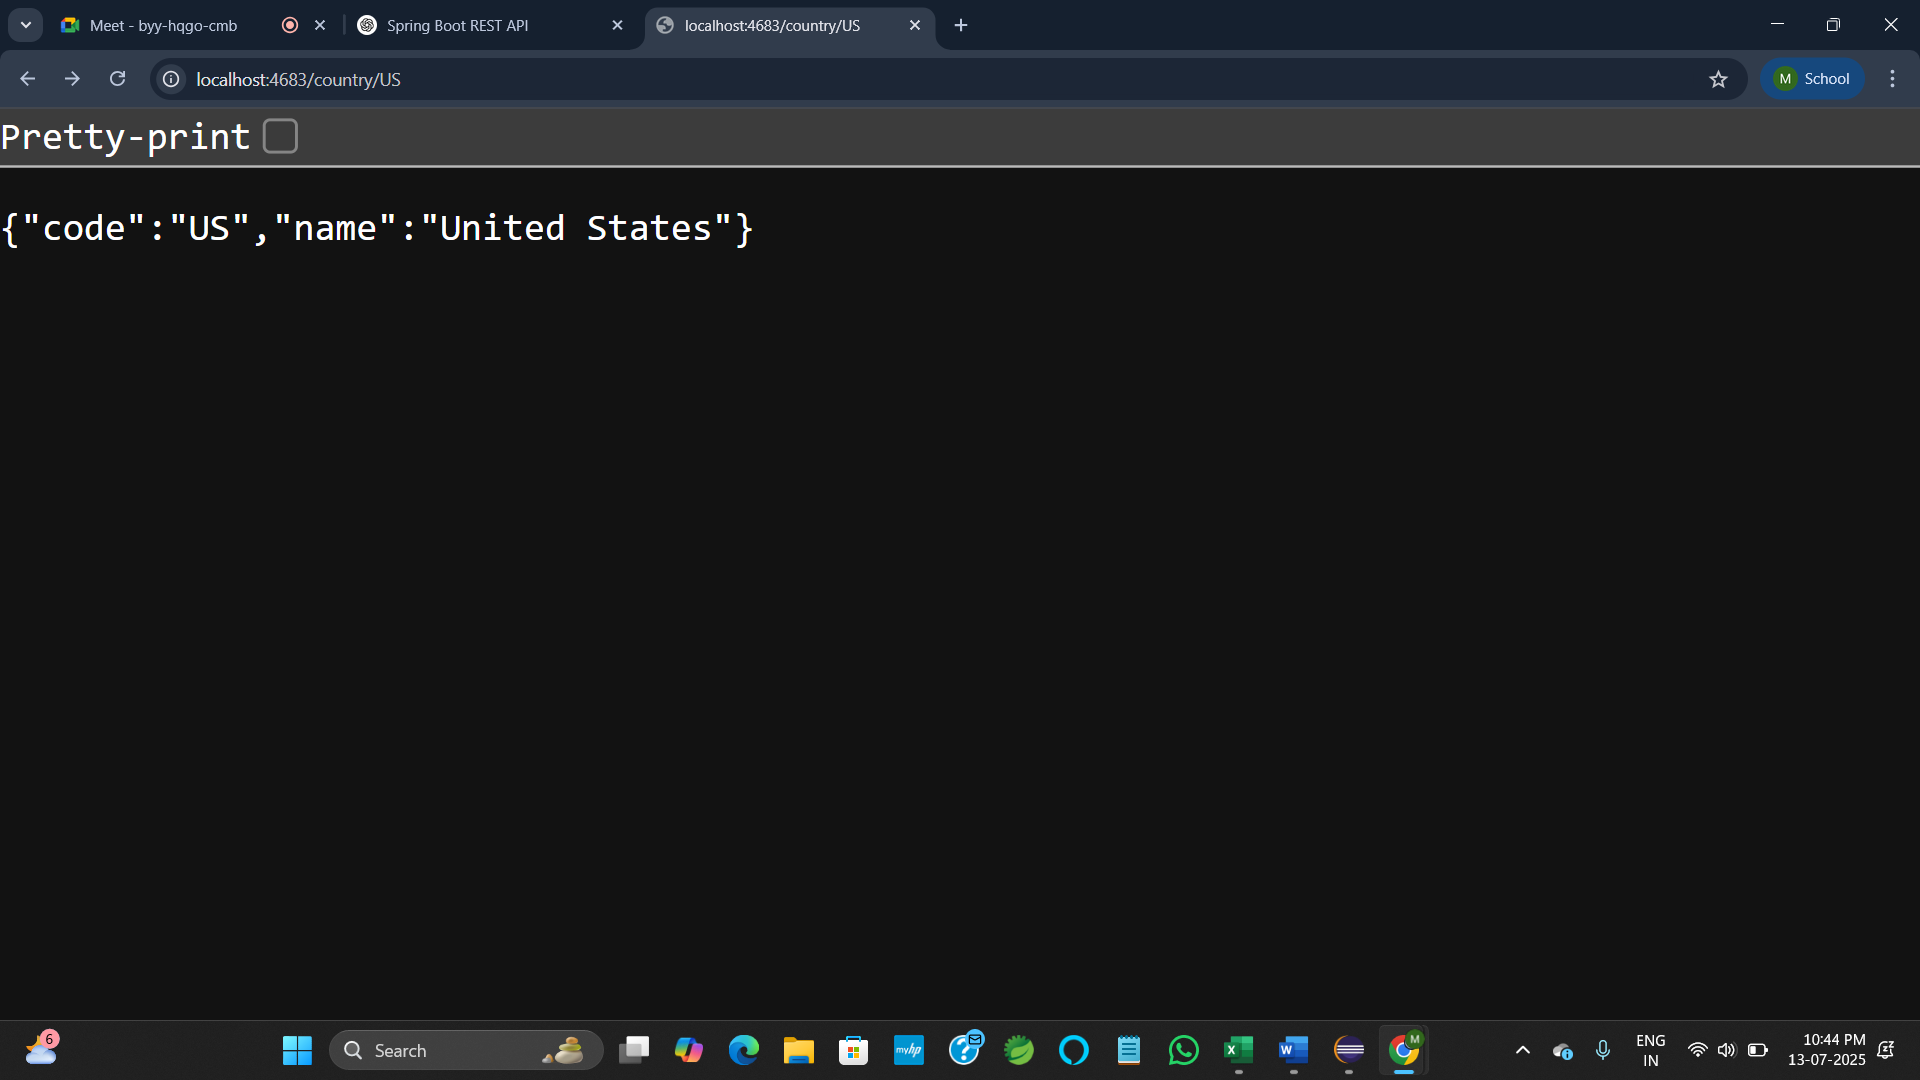 Meet - byy-hqgo-cmb
Spring Boot REST API
localhost:4683/country/US
localhost:4683/country/US
M School
Pretty-print
{"code":"US","name":"United States"}
6
Search
myhp
X
W
M
ENG
IN
10:44 PM
13-07-2025